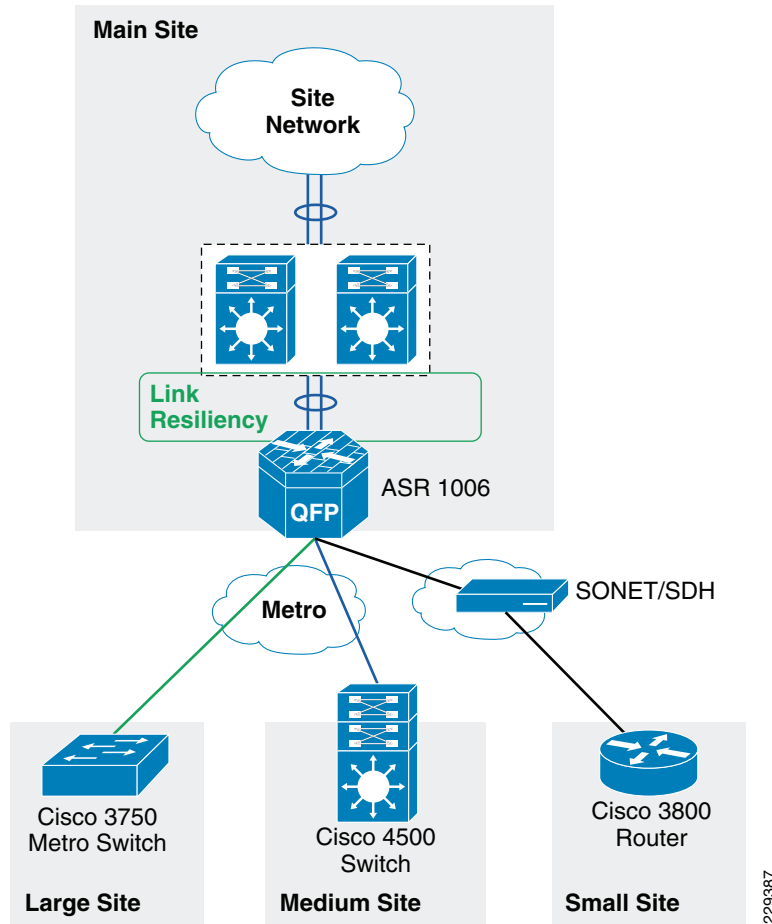 Main Site
Site
Network
Link
Resiliency
ASR 1006
QFP
SONET/SDH
Metro
Cisco 3750
Metro Switch
Large Site
Cisco 4500
Switch
Medium Site
Cisco 3800
Router
Small Site
229387